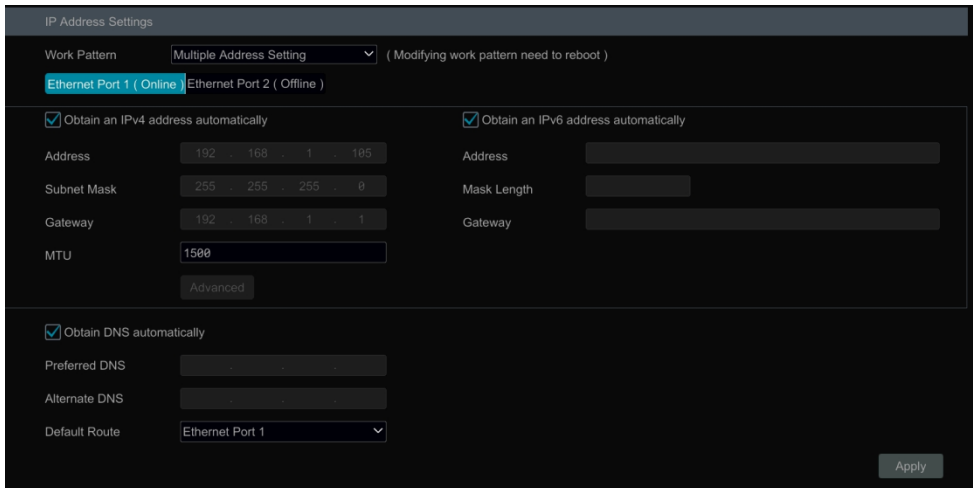 IP Address Settings
Work Pattern Multiple Address Setting ( Modifying work pattern need to reboot )
Ethernet Port 1 ( Online ) Ethernet Port 2 ( Offline )
Obtain an IPv4 address automatically Obtain an IPv6 address automatically
Address 192 . 168 . 1 . 105 Address
Subnet Mask 255 . 255 . 255 . 0 Mask Length
Gateway 192 . 168 . 1 . 1 Gateway
MTU 1500
Advanced
Obtain DNS automatically
Preferred DNS . . .
Alternate DNS . . .
Default Route Ethernet Port 1
Apply